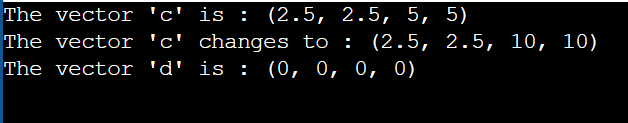 The vector 'c' is : (2.5, 2.5, 5, 5)
The vector 'c' changes to : (2.5, 2.5, 10, 10)
The vector 'd' is : (0, 0, 0, 0)